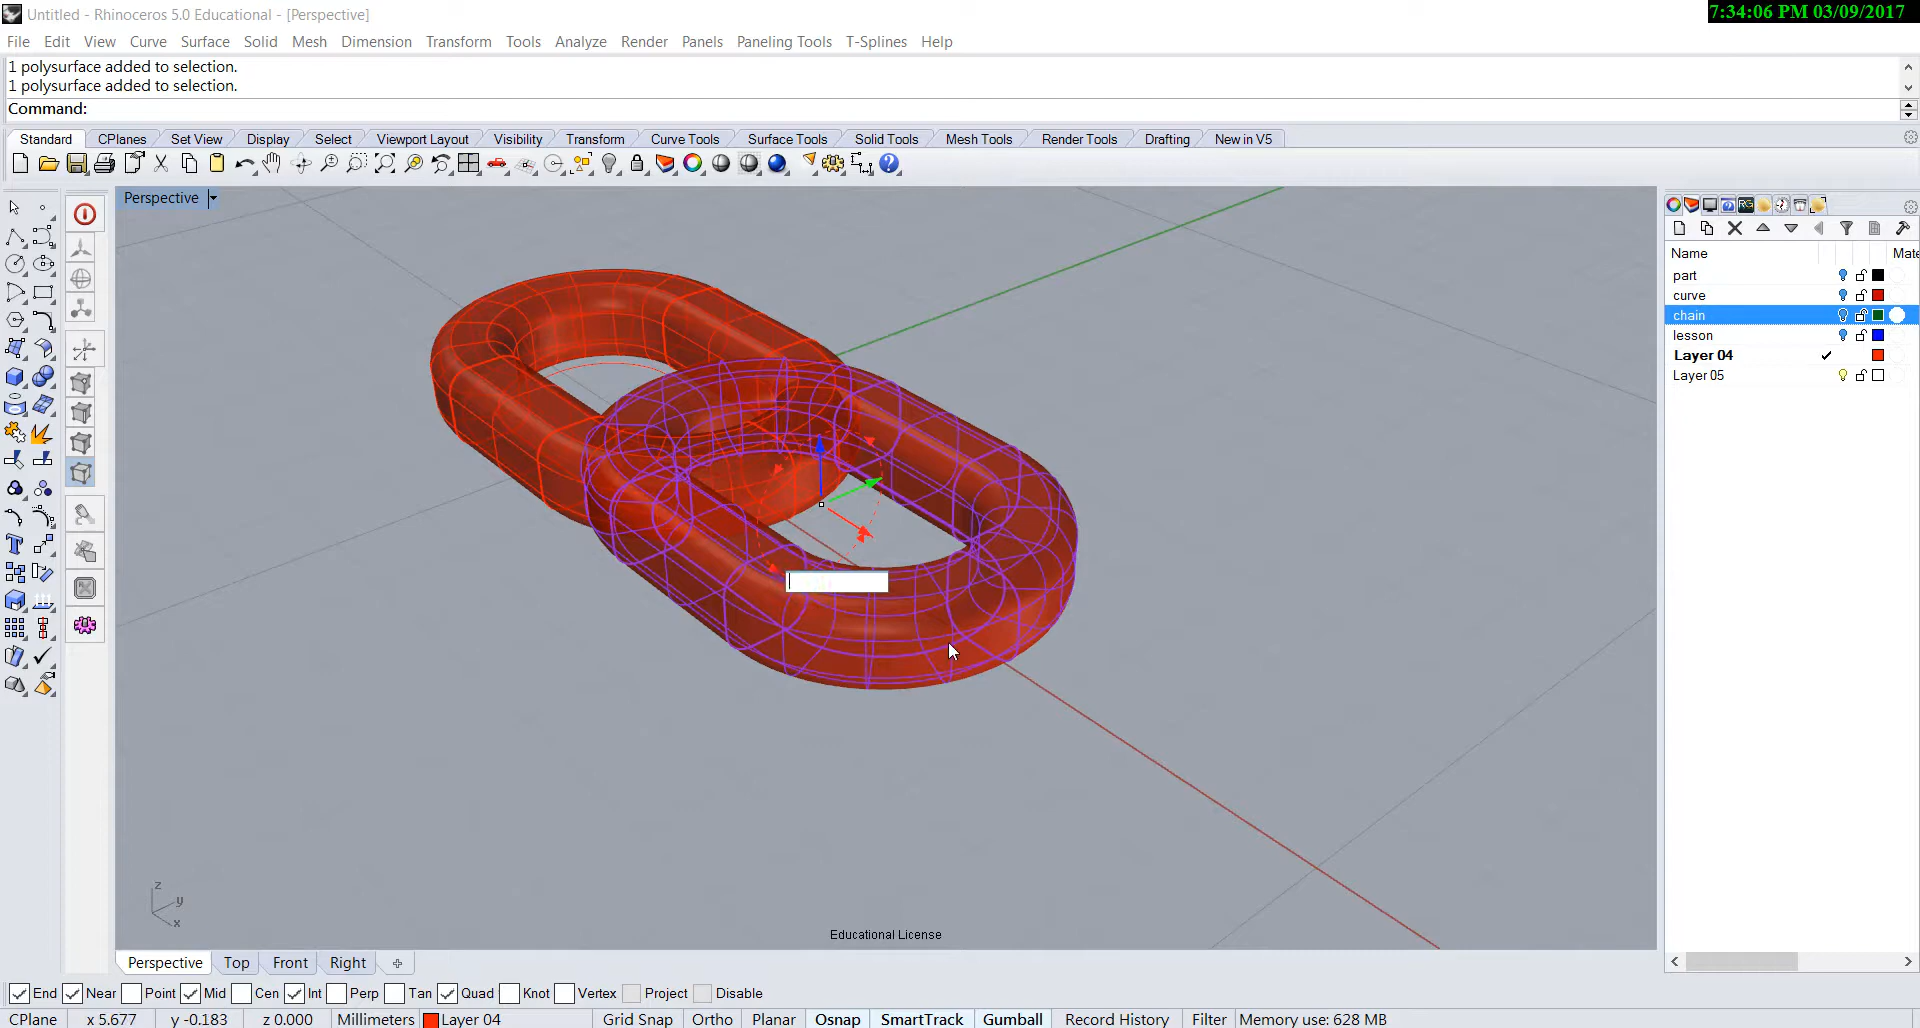 Untitled - Rhinoceros 5.0 Educational - [Perspective]
7:34:06 PM 03/09/2017
File Edit View Curve Surface Solid Mesh Dimension Transform Tools Analyze Render Panels Paneling Tools T-Splines Help
1 polysurface added to selection.
1 polysurface added to selection.
Command:
Standard CPlanes Set View Display Select Viewport Layout Visibility Transform Curve Tools Surface Tools Solid Tools Mesh Tools Render Tools Drafting New in V5
Perspective
Name Mate
part
curve
chain
lesson
Layer 04
Layer 05
z
y
x
Educational License
Perspective Top Front Right
End Near Point Mid Cen Int Perp Tan Quad Knot Vertex Project Disable
CPlane x 5.677 y -0.183 z 0.000 Millimeters Layer 04 Grid Snap Ortho Planar Osnap SmartTrack Gumball Record History Filter Memory use: 628 MB